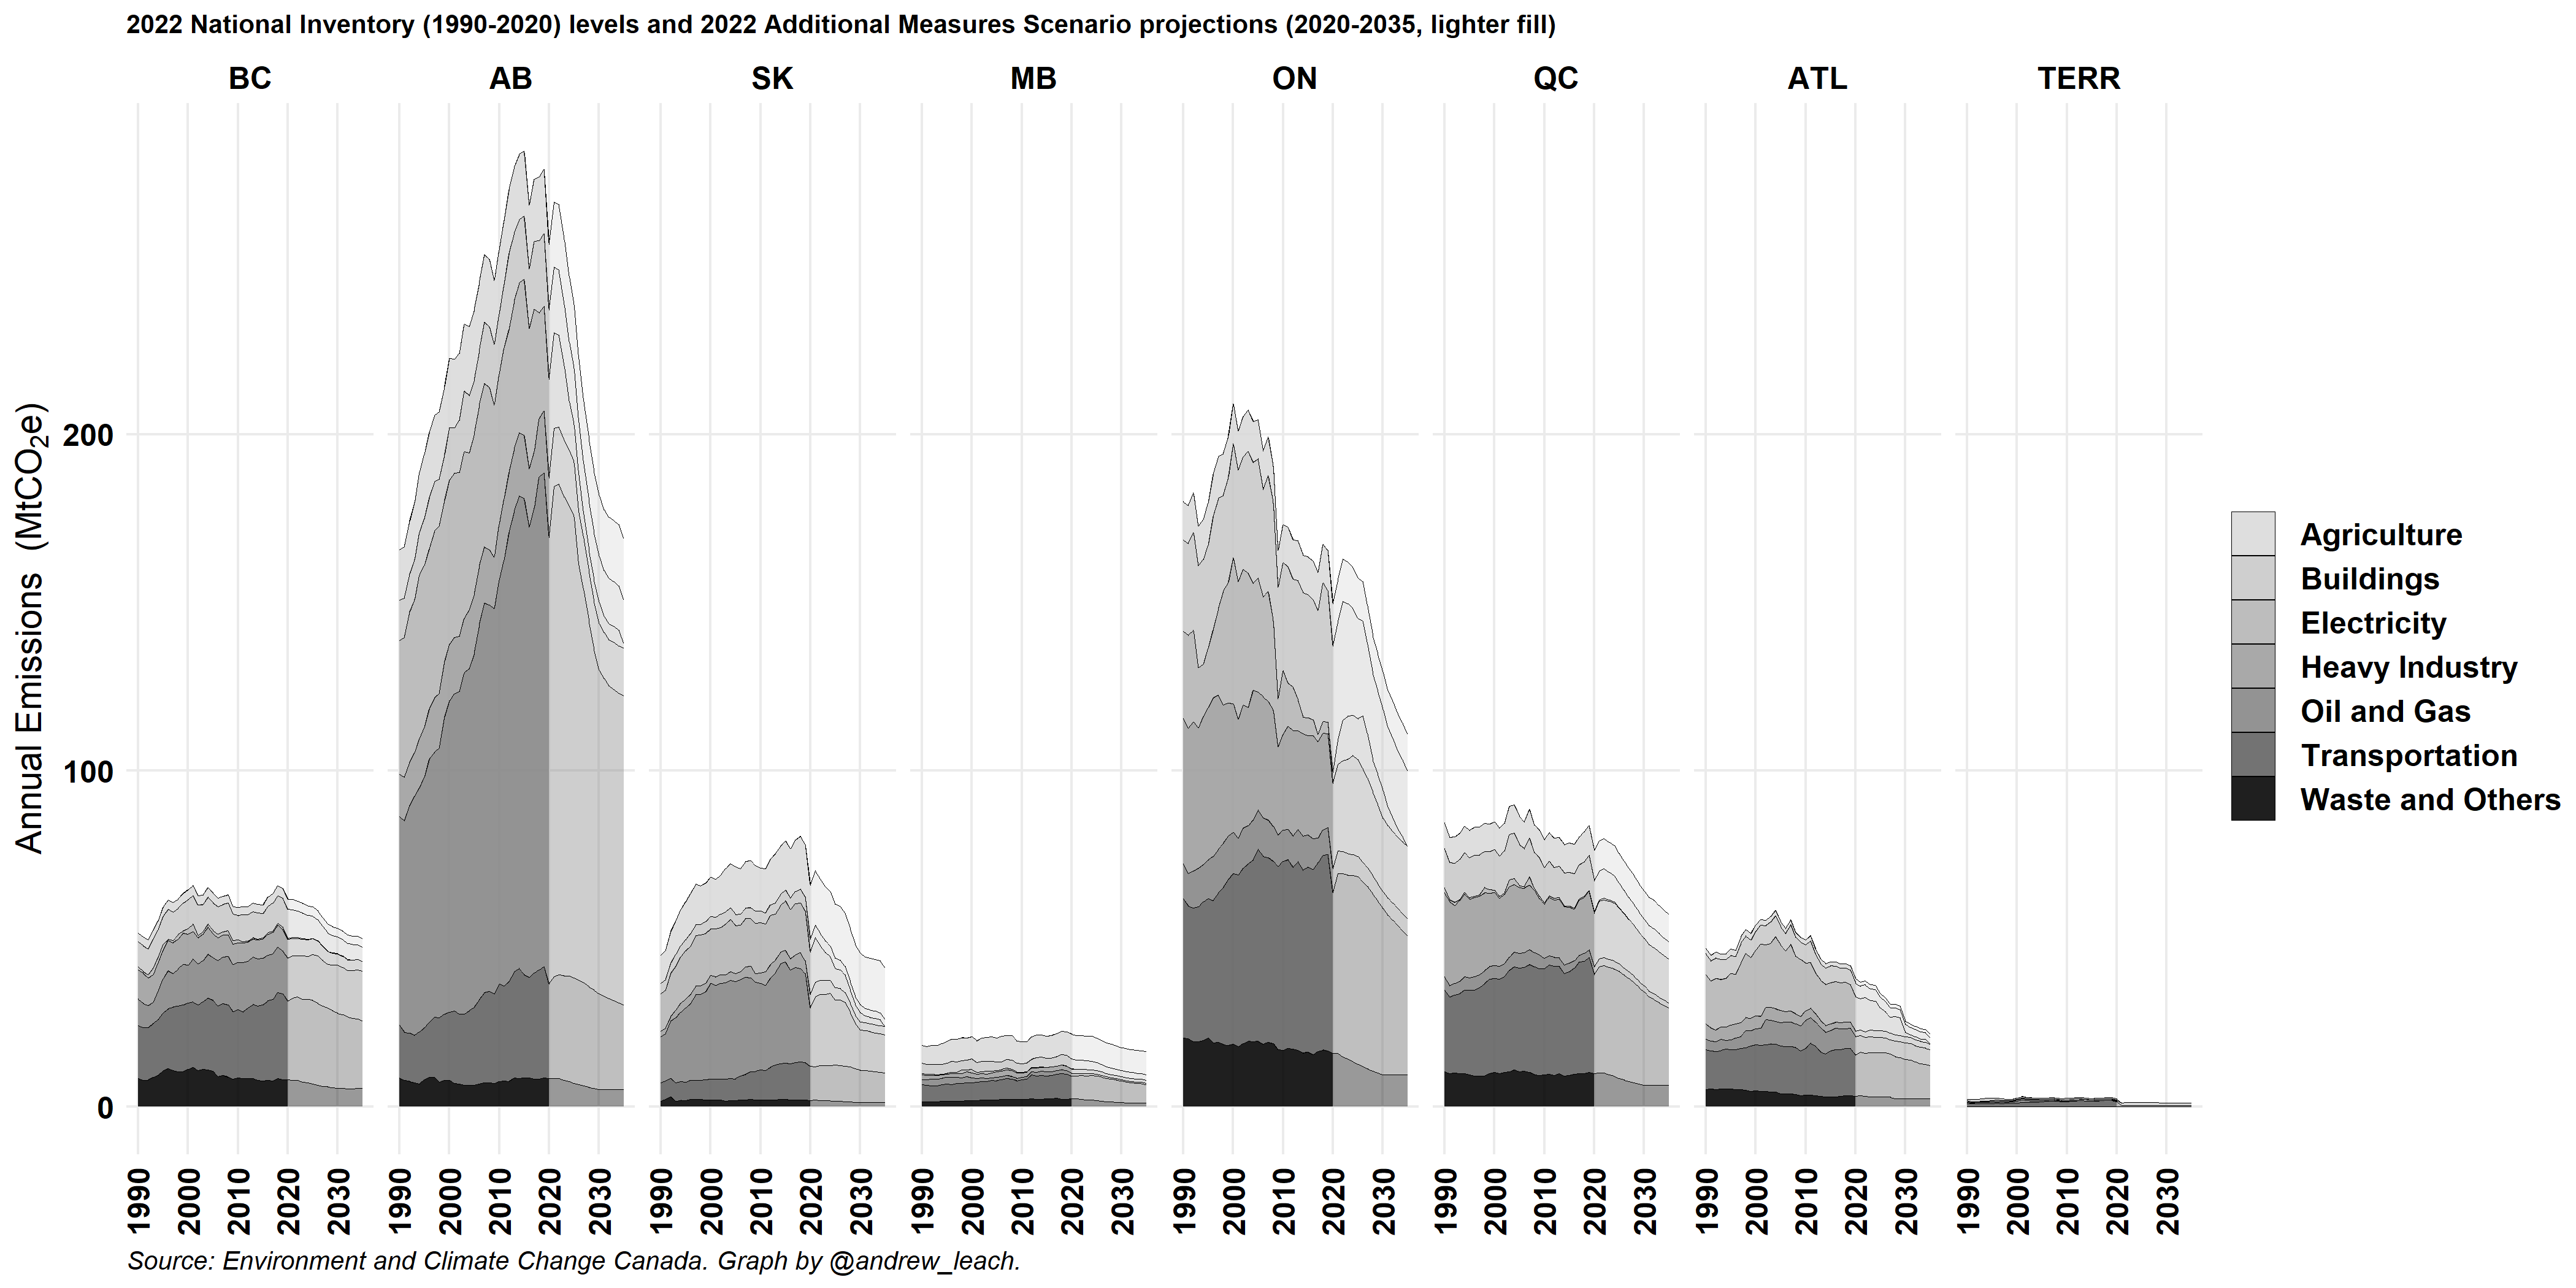 2022 National Inventory (1990-2020) levels and 2022 Additional Measures Scenario projections (2020-2035, lighter fill)
BC AB SK MB ON QC ATL TERR
Annual Emissions (MtCO₂e)
200
100
0
Agriculture
Buildings
Electricity
Heavy Industry
Oil and Gas
Transportation
Waste and Others
1990 2000 2010 2020 2030 1990 2000 2010 2020 2030 1990 2000 2010 2020 2030 1990 2000 2010 2020 2030 1990 2000 2010 2020 2030 1990 2000 2010 2020 2030 1990 2000 2010 2020 2030 1990 2000 2010 2020 2030
Source: Environment and Climate Change Canada. Graph by @andrew_leach.